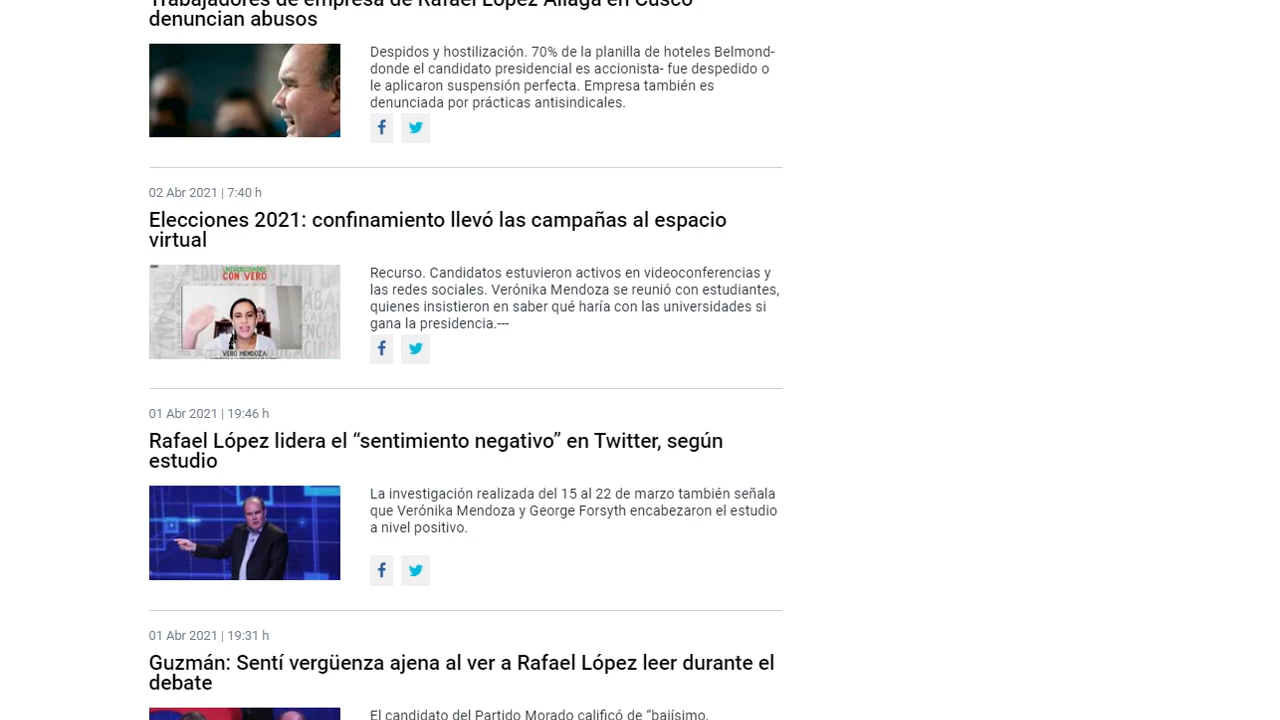 Trabajadores de empresa de Rafael López Aliaga en Cusco
denuncian abusos
Despidos y hostilización. 70% de la planilla de hoteles Belmond-
donde el candidato presidencial es accionista- fue despedido o
le aplicaron suspensión perfecta. Empresa también es
denunciada por prácticas antisindicales.
02 Abr 2021 | 7:40 h
Elecciones 2021: confinamiento llevó las campañas al espacio
virtual
CON VERO
VERO MENDOZA
Recurso. Candidatos estuvieron activos en videoconferencias y
las redes sociales. Verónika Mendoza se reunió con estudiantes,
quienes insistieron en saber qué haría con las universidades si
gana la presidencia.---
01 Abr 2021 | 19:46 h
Rafael López lidera el “sentimiento negativo” en Twitter, según
estudio
La investigación realizada del 15 al 22 de marzo también señala
que Verónika Mendoza y George Forsyth encabezaron el estudio
a nivel positivo.
01 Abr 2021 | 19:31 h
Guzmán: Sentí vergüenza ajena al ver a Rafael López leer durante el
debate
El candidato del Partido Morado calificó de “bajísimo,